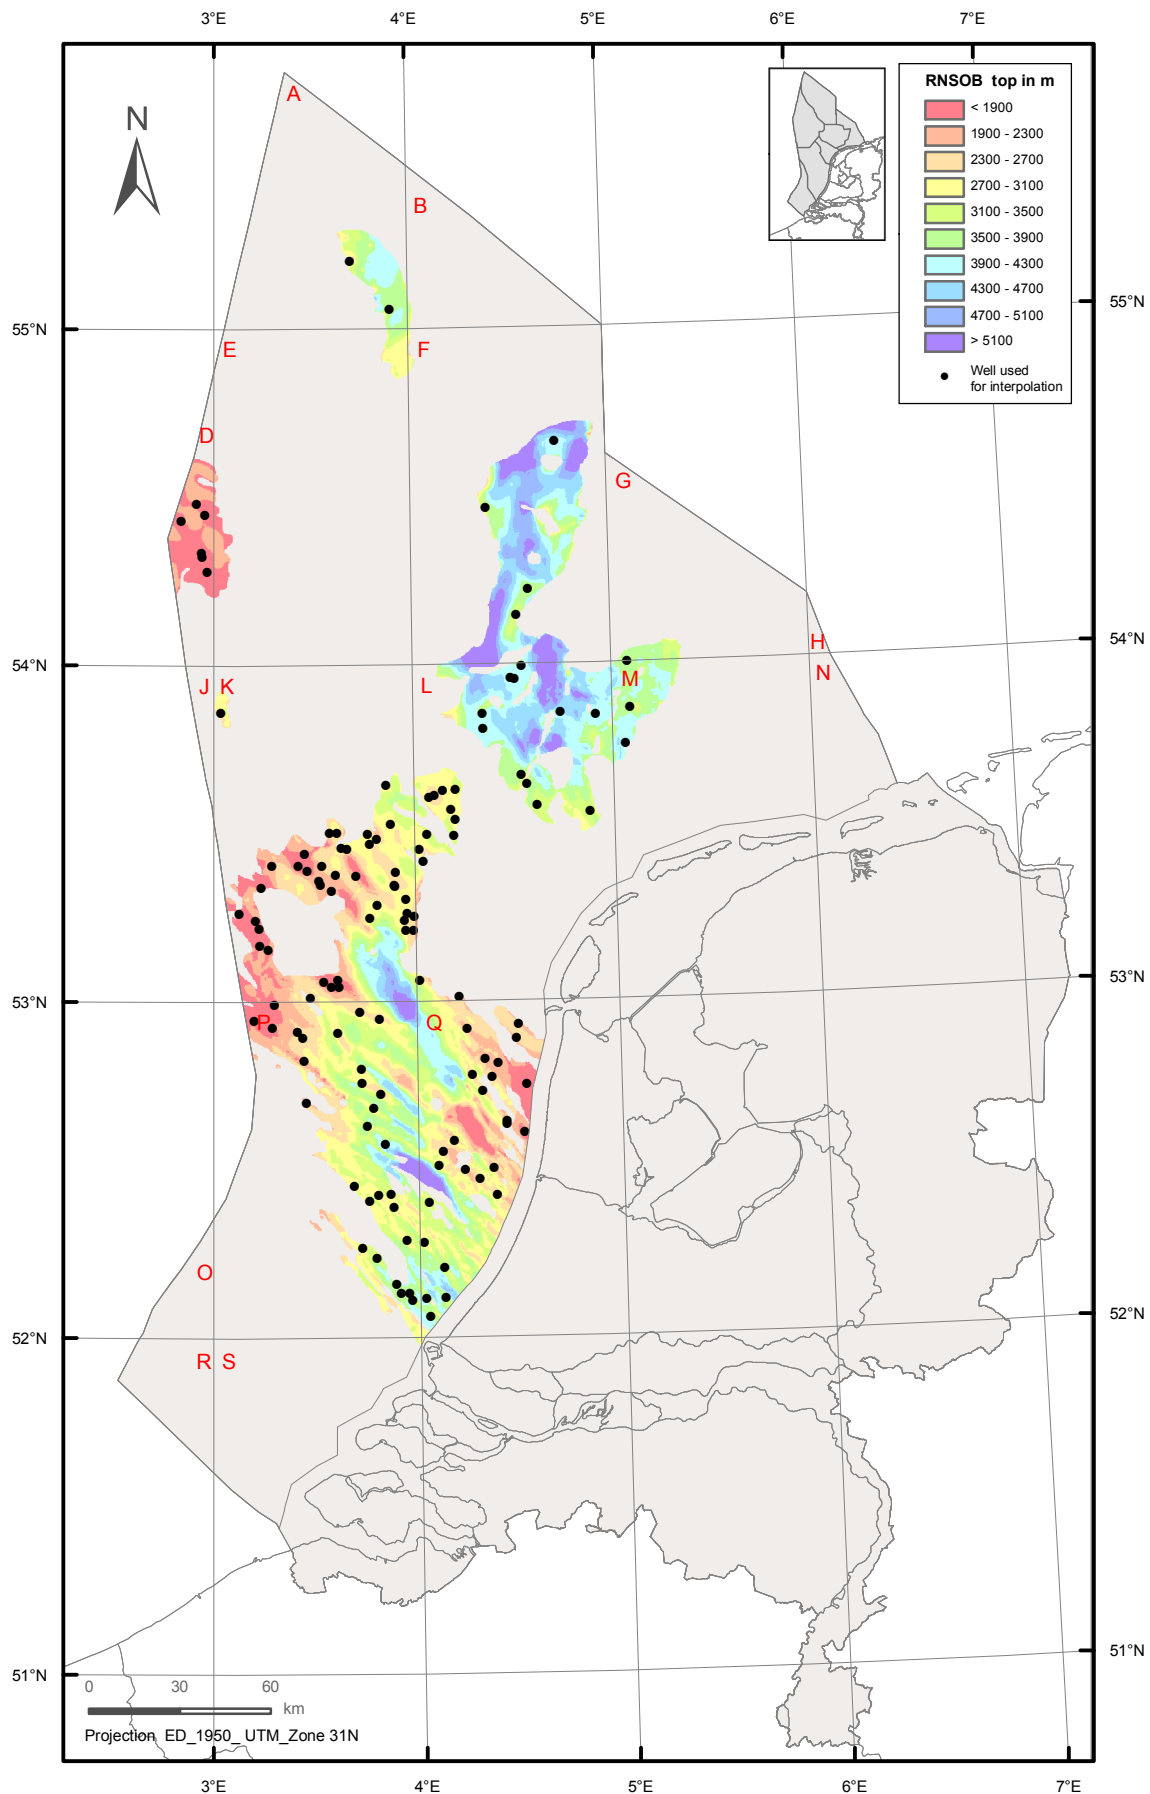 3°E
4°E
5°E
6°E
7°E
RNSOB top in m
< 1900
1900 - 2300
2300 - 2700
2700 - 3100
3100 - 3500
3500 - 3900
3900 - 4300
4300 - 4700
4700 - 5100
> 5100
Well used
for interpolation
N
A
B
55°N
55°N
E
F
D
G
54°N
54°N
H
N
J
K
L
M
53°N
53°N
P
Q
O
52°N
52°N
R
S
51°N
51°N
0
30
60
km
Projection ED_1950_ UTM_Zone 31N
3°E
4°E
5°E
6°E
7°E